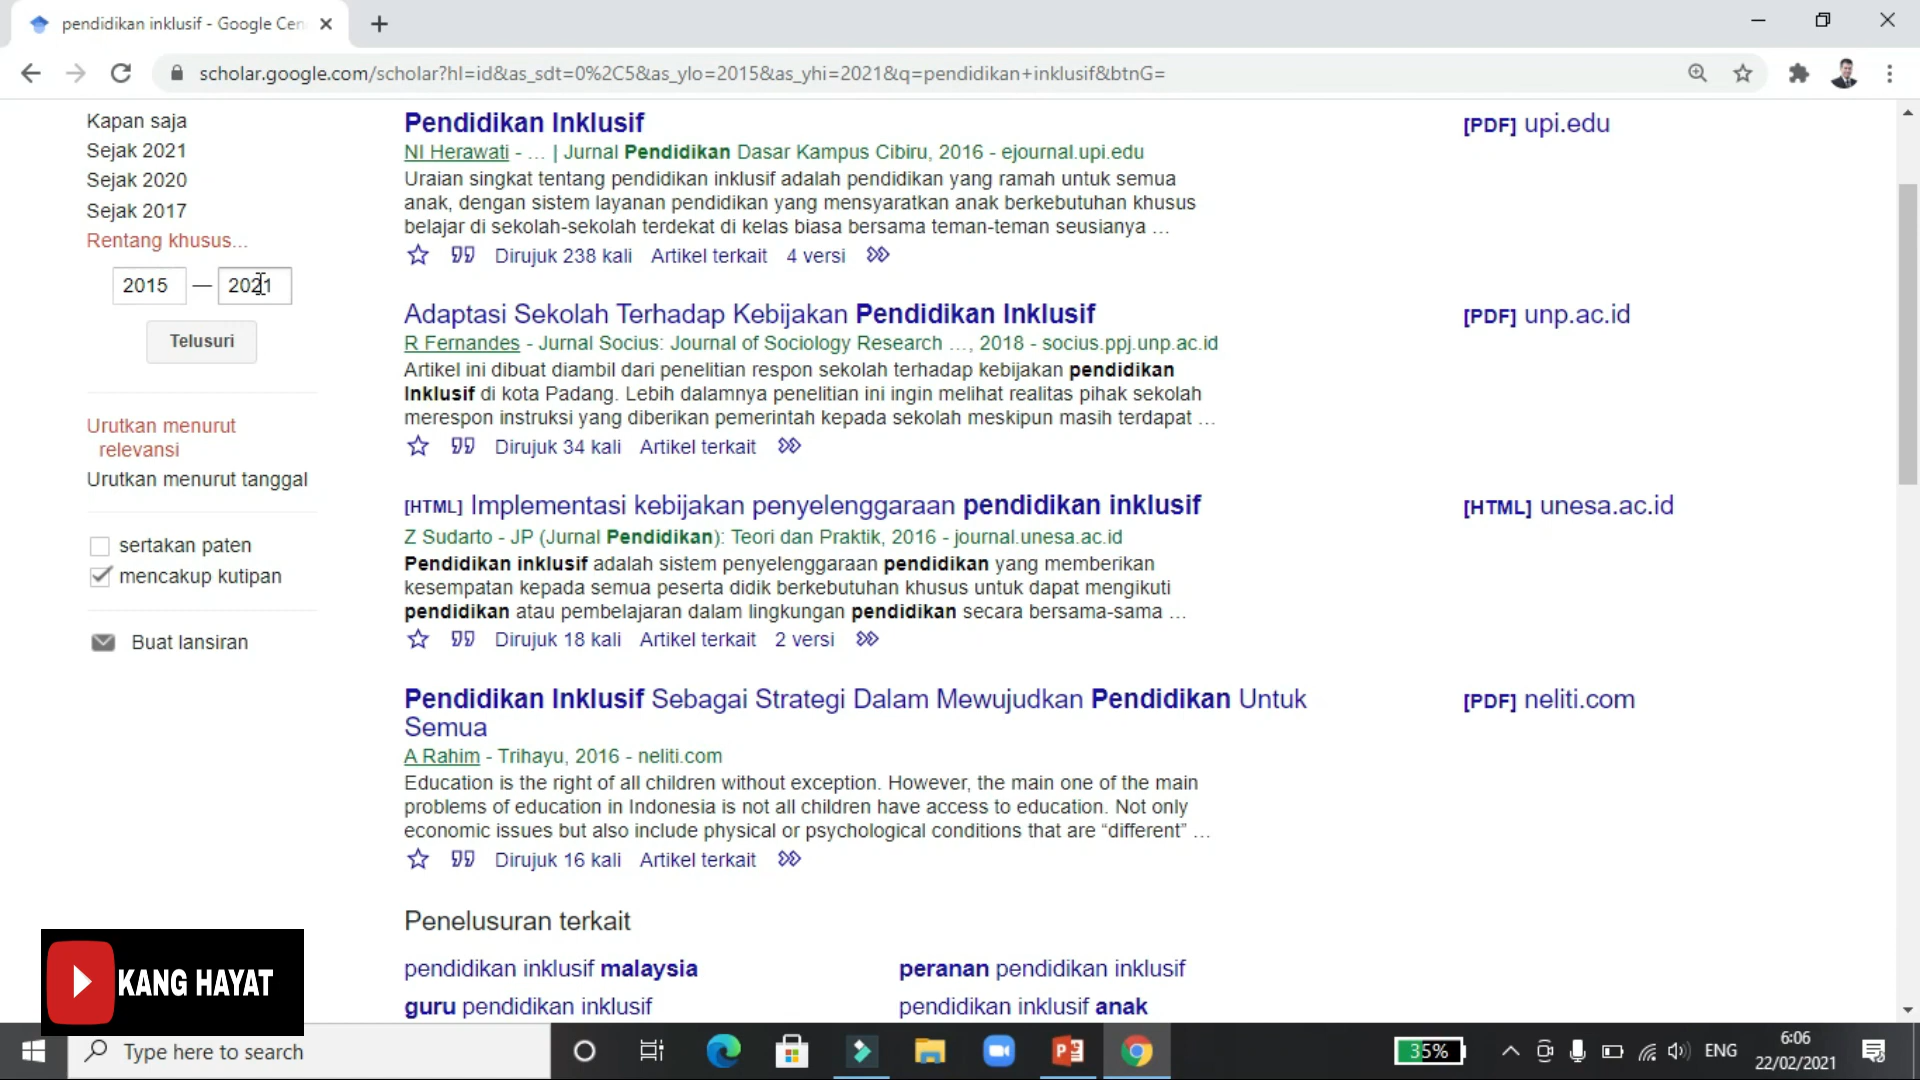 pendidikan inklusif - Google Cen
scholar.google.com/scholar?hl=id&as_sdt=0%2C5&as_ylo=2015&as_yhi=2021&q=pendidikan+inklusif&btnG=
Kapan saja
Sejak 2021
Sejak 2020
Sejak 2017
Rentang khusus...
2015 — 2021
Telusuri
Urutkan menurut
relevansi
Urutkan menurut tanggal
sertakan paten
mencakup kutipan
Buat lansiran
Pendidikan Inklusif
[PDF] upi.edu
NI Herawati - ... | Jurnal Pendidikan Dasar Kampus Cibiru, 2016 - ejournal.upi.edu
Uraian singkat tentang pendidikan inklusif adalah pendidikan yang ramah untuk semua
anak, dengan sistem layanan pendidikan yang mensyaratkan anak berkebutuhan khusus
belajar di sekolah-sekolah terdekat di kelas biasa bersama teman-teman seusianya ...
Dirujuk 238 kali Artikel terkait 4 versi
Adaptasi Sekolah Terhadap Kebijakan Pendidikan Inklusif
[PDF] unp.ac.id
R Fernandes - Jurnal Socius: Journal of Sociology Research ..., 2018 - socius.ppj.unp.ac.id
Artikel ini dibuat diambil dari penelitian respon sekolah terhadap kebijakan pendidikan
Inklusif di kota Padang. Lebih dalamnya penelitian ini ingin melihat realitas pihak sekolah
merespon instruksi yang diberikan pemerintah kepada sekolah meskipun masih terdapat ...
Dirujuk 34 kali Artikel terkait
[HTML] Implementasi kebijakan penyelenggaraan pendidikan inklusif
[HTML] unesa.ac.id
Z Sudarto - JP (Jurnal Pendidikan): Teori dan Praktik, 2016 - journal.unesa.ac.id
Pendidikan inklusif adalah sistem penyelenggaraan pendidikan yang memberikan
kesempatan kepada semua peserta didik berkebutuhan khusus untuk dapat mengikuti
pendidikan atau pembelajaran dalam lingkungan pendidikan secara bersama-sama ...
Dirujuk 18 kali Artikel terkait 2 versi
Pendidikan Inklusif Sebagai Strategi Dalam Mewujudkan Pendidikan Untuk
Semua
[PDF] neliti.com
A Rahim - Trihayu, 2016 - neliti.com
Education is the right of all children without exception. However, the main one of the main
problems of education in Indonesia is not all children have access to education. Not only
economic issues but also include physical or psychological conditions that are “different” ...
Dirujuk 16 kali Artikel terkait
Penelusuran terkait
pendidikan inklusif malaysia
peranan pendidikan inklusif
guru pendidikan inklusif
pendidikan inklusif anak
KANG HAYAT
Type here to search
35%
ENG
6:06
22/02/2021